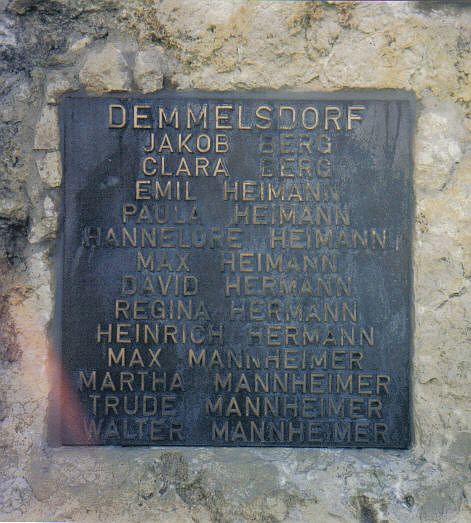 DEMMELSDORF
JAKOB BERG
CLARA BERG
EMIL HEIMANN
PAULA HEIMANN
HANNELORE HEIMANN
MAX HEIMANN
DAVID HERMANN
REGINA HERMANN
HEINRICH HERMANN
MAX MANNHEIMER
MARTHA MANNHEIMER
TRUDE MANNHEIMER
WALTER MANNHEIMER